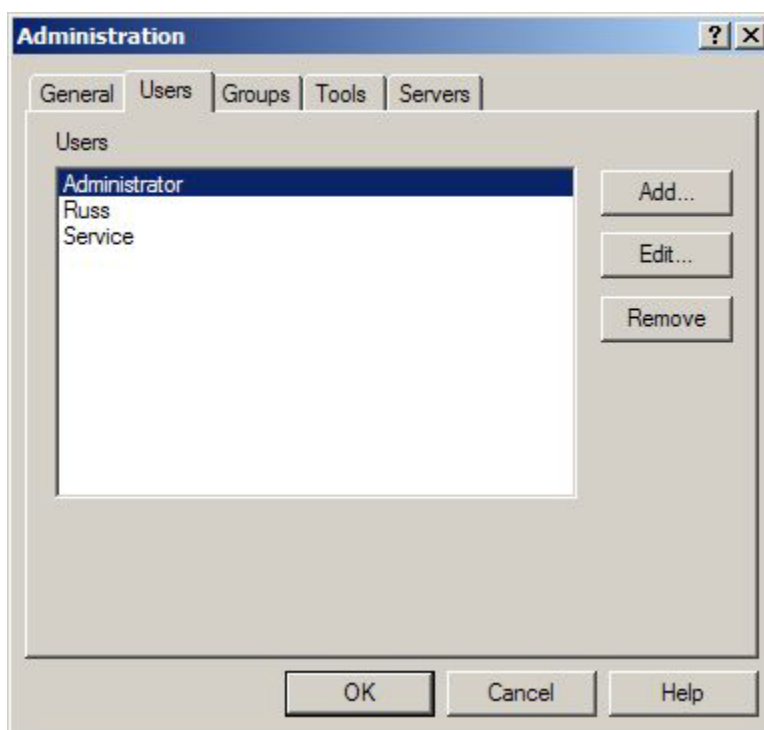 Administration
General Users Groups Tools Servers
Users
Administrator
Russ
Service
Add...
Edit...
Remove
OK Cancel Help